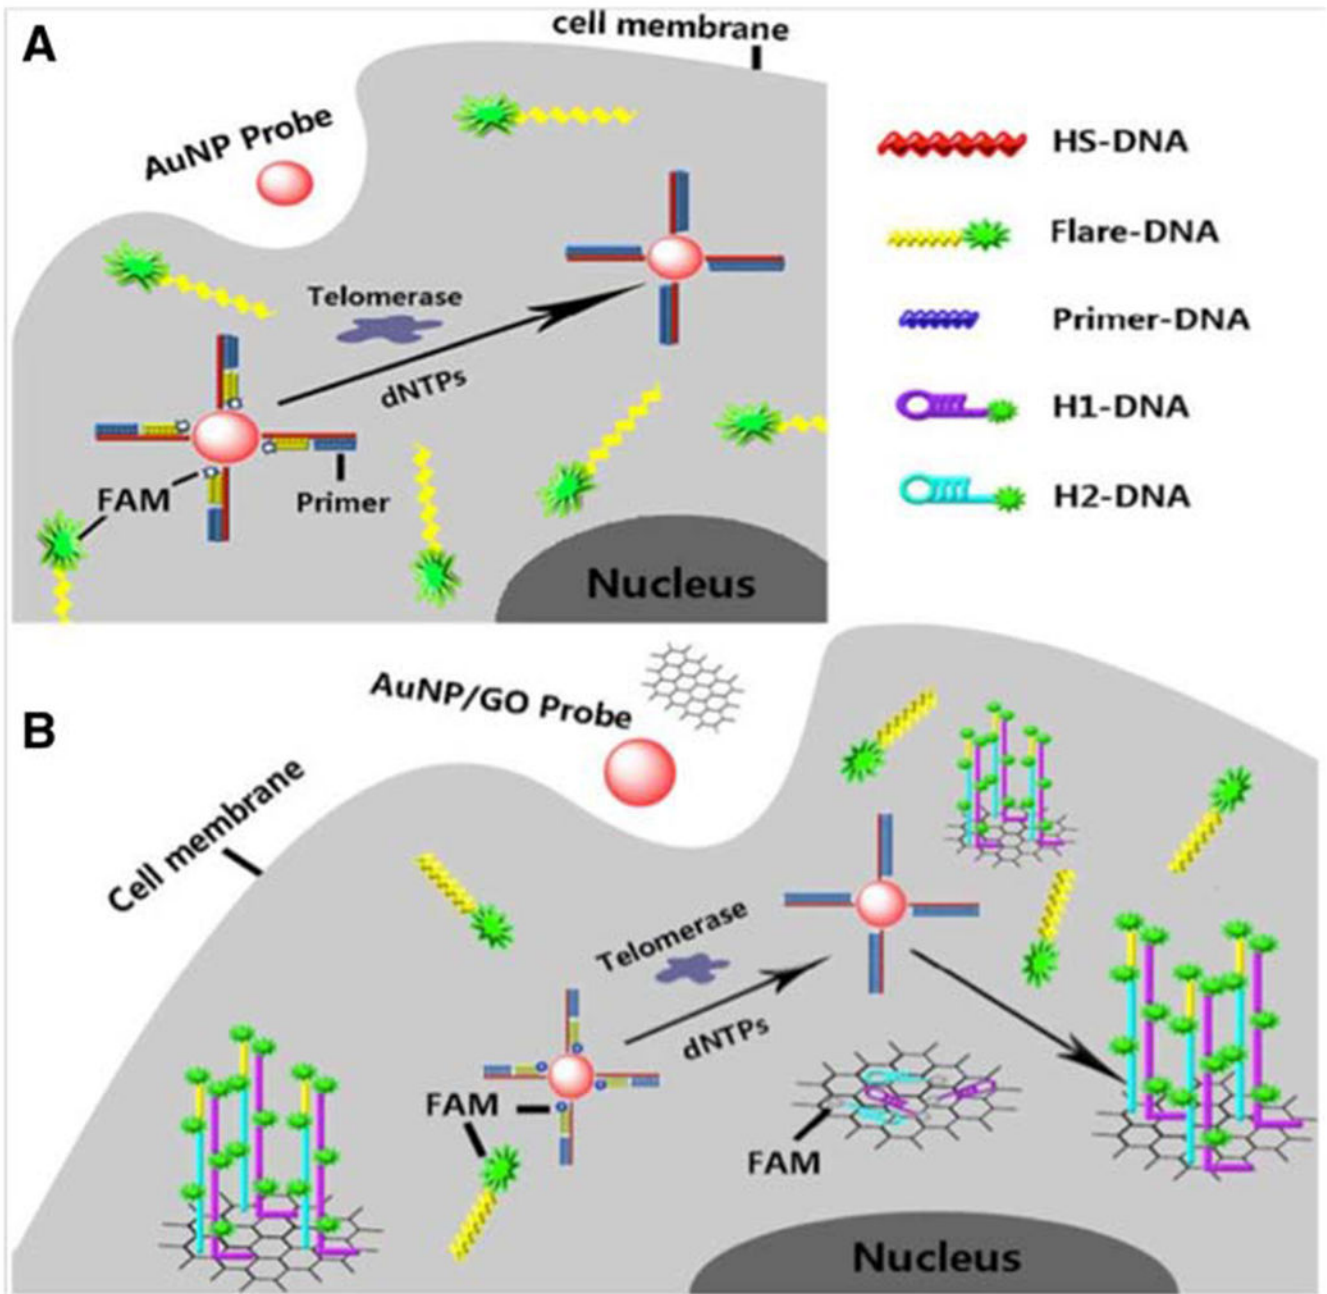 A
cell membrane
AuNP Probe
HS-DNA
Flare-DNA
Telomerase
Primer-DNA
dNTPs
H1-DNA
FAM
Primer
H2-DNA
Nucleus
AuNP/GO Probe
B
Cell membrane
Telomerase
dNTPs
FAM
FAM
Nucleus